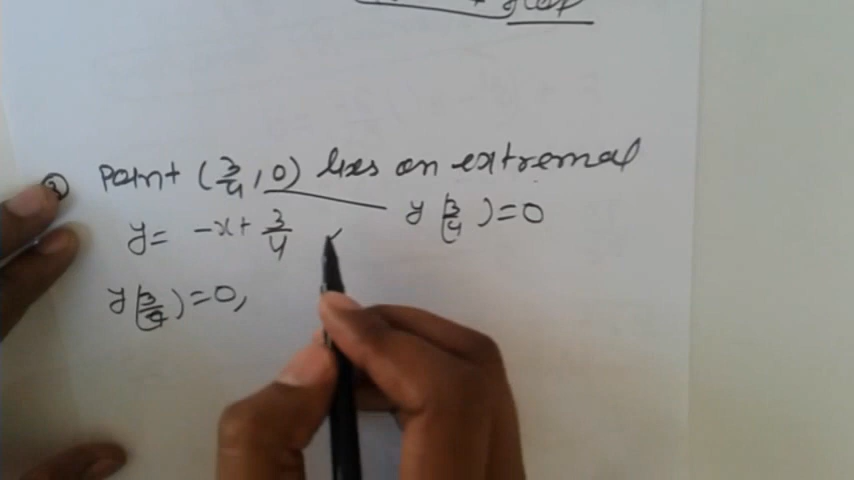 ② Point (3/4, 0) lies on extremal
y = -x + 3/4 ✓ y(3/4) = 0
y(3/4) = 0,